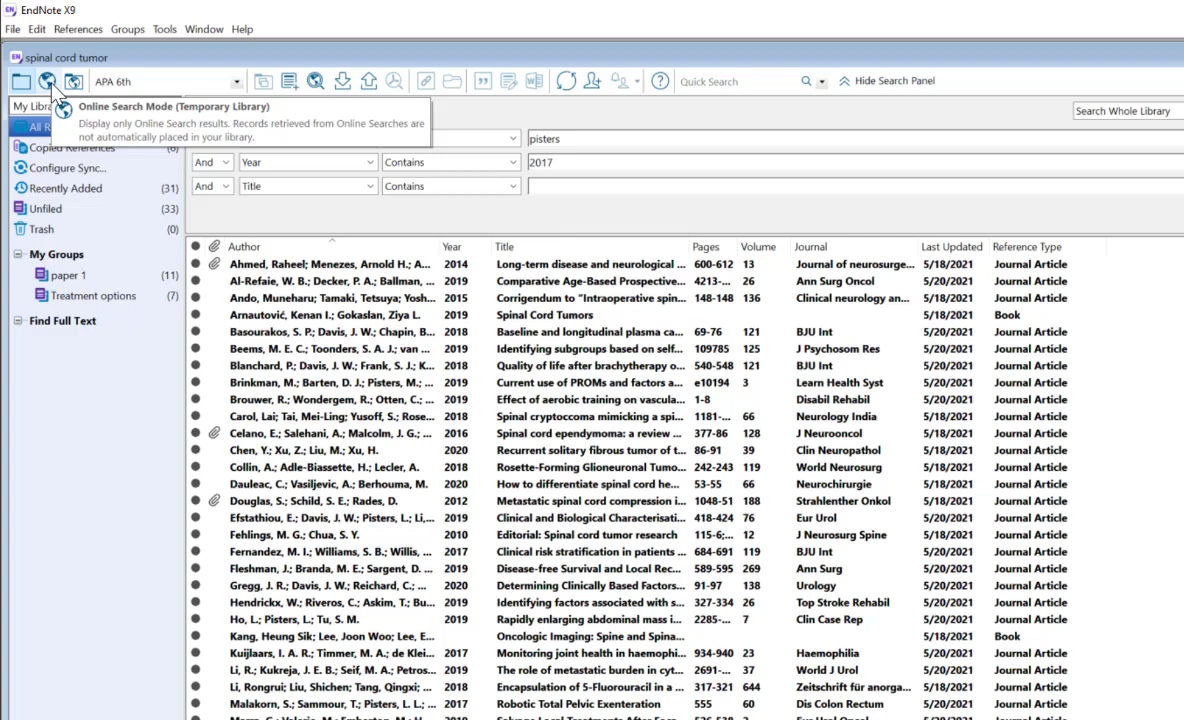 EndNote X9
File Edit References Groups Tools Window Help
spinal cord tumor
APA 6th Quick Search Hide Search Panel
My Libra
Online Search Mode (Temporary Library)
Display only Online Search results. Records retrieved from Online Searches are
not automatically placed in your library.
Search Whole Library
All R
pisters
Copied References (6)
And Year Contains 2017
Configure Sync...
And Title Contains
Recently Added (31)
Unfiled (33)
Trash (0)
My Groups
paper 1 (11)
Treatment options (7)
Find Full Text
Author Year Title Pages Volume Journal Last Updated Reference Type
Ahmed, Raheel; Menezes, Arnold H.; A... 2014 Long-term disease and neurological ... 600-612 13 Journal of neurosurge... 5/18/2021 Journal Article
Al-Refaie, W. B.; Decker, P. A.; Ballman, ... 2019 Comparative Age-Based Prospective... 4213-... 26 Ann Surg Oncol 5/20/2021 Journal Article
Ando, Muneharu; Tamaki, Tetsuya; Yosh... 2015 Corrigendum to "Intraoperative spin... 148-148 136 Clinical neurology an... 5/18/2021 Journal Article
Arnautović, Kenan I.; Gokaslan, Ziya L. 2019 Spinal Cord Tumors 5/18/2021 Book
Basourakos, S. P.; Davis, J. W.; Chapin, B... 2018 Baseline and longitudinal plasma ca... 69-76 121 BJU Int 5/20/2021 Journal Article
Beems, M. E. C.; Toonders, S. A. J.; van ... 2019 Identifying subgroups based on self... 109785 125 J Psychosom Res 5/20/2021 Journal Article
Blanchard, P.; Davis, J. W.; Frank, S. J.; K... 2018 Quality of life after brachytherapy o... 540-548 121 BJU Int 5/20/2021 Journal Article
Brinkman, M.; Barten, D. J.; Pisters, M.; ... 2019 Current use of PROMs and factors a... e10194 3 Learn Health Syst 5/20/2021 Journal Article
Brouwer, R.; Wondergem, R.; Otten, C.; ... 2019 Effect of aerobic training on vascula... 1-8 Disabil Rehabil 5/20/2021 Journal Article
Carol, Lai; Tai, Mei-Ling; Yusoff, S.; Rose... 2018 Spinal cryptoccoma mimicking a spi... 1181-... 66 Neurology India 5/18/2021 Journal Article
Celano, E.; Salehani, A.; Malcolm, J. G.; ... 2016 Spinal cord ependymoma: a review ... 377-86 128 J Neurooncol 5/18/2021 Journal Article
Chen, Y.; Xu, Z.; Liu, M.; Xu, H. 2020 Recurrent solitary fibrous tumor of t... 86-91 39 Clin Neuropathol 5/18/2021 Journal Article
Collin, A.; Adle-Biassette, H.; Lecler, A. 2018 Rosette-Forming Glioneuronal Tumo... 242-243 119 World Neurosurg 5/18/2021 Journal Article
Dauleac, C.; Vasiljevic, A.; Berhouma, M. 2020 How to differentiate spinal cord he... 53-55 66 Neurochirurgie 5/18/2021 Journal Article
Douglas, S.; Schild, S. E.; Rades, D. 2012 Metastatic spinal cord compression i... 1048-51 188 Strahlenther Onkol 5/18/2021 Journal Article
Efstathiou, E.; Davis, J. W.; Pisters, L.; Li,... 2019 Clinical and Biological Characterisati... 418-424 76 Eur Urol 5/20/2021 Journal Article
Fehlings, M. G.; Chua, S. Y. 2010 Editorial: Spinal cord tumor research 115-6;... 12 J Neurosurg Spine 5/18/2021 Journal Article
Fernandez, M. I.; Williams, S. B.; Willis, ... 2017 Clinical risk stratification in patients ... 684-691 119 BJU Int 5/20/2021 Journal Article
Fleshman, J.; Branda, M. E.; Sargent, D. ... 2019 Disease-free Survival and Local Rec... 589-595 269 Ann Surg 5/20/2021 Journal Article
Gregg, J. R.; Davis, J. W.; Reichard, C.; ... 2020 Determining Clinically Based Factors... 91-97 138 Urology 5/20/2021 Journal Article
Hendrickx, W.; Riveros, C.; Askim, T.; Bu... 2019 Identifying factors associated with s... 327-334 26 Top Stroke Rehabil 5/20/2021 Journal Article
Ho, L.; Pisters, L.; Tu, S. M. 2019 Rapidly enlarging abdominal mass i... 2285-... 7 Clin Case Rep 5/20/2021 Journal Article
Kang, Heung Sik; Lee, Joon Woo; Lee, E... Oncologic Imaging: Spine and Spina... 5/18/2021 Book
Kuijlaars, I. A. R.; Timmer, M. A.; de Klei... 2017 Monitoring joint health in haemophi... 934-940 23 Haemophilia 5/20/2021 Journal Article
Li, R.; Kukreja, J. E. B.; Seif, M. A.; Petros... 2019 The role of metastatic burden in cyt... 2691-... 37 World J Urol 5/20/2021 Journal Article
Li, Rongrui; Liu, Shichen; Tang, Qingxi; ... 2018 Encapsulation of 5-Fluorouracil in a ... 317-321 644 Zeitschrift für anorga... 5/18/2021 Journal Article
Malakorn, S.; Sammour, T.; Pisters, L. L.; ... 2017 Robotic Total Pelvic Exenteration 555 60 Dis Colon Rectum 5/20/2021 Journal Article